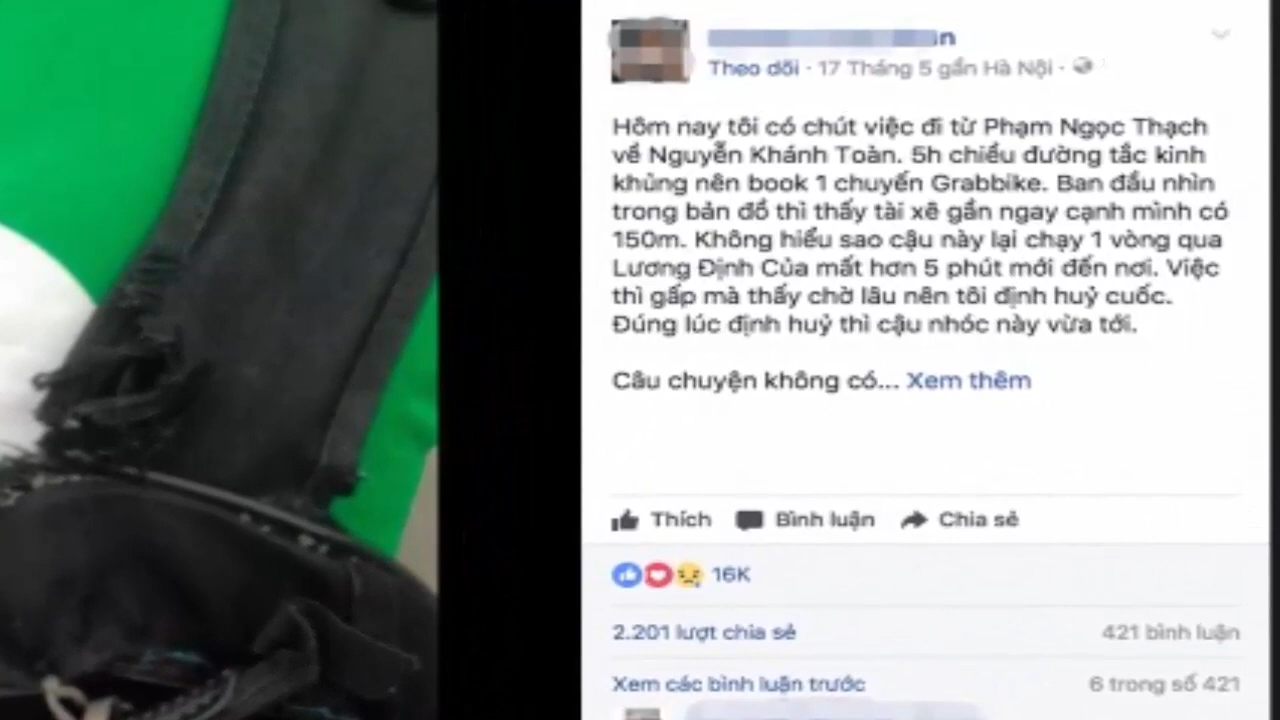 Theo dõi · 17 Tháng 5 gần Hà Nội ·
Hôm nay tôi có chút việc đi từ Phạm Ngọc Thạch
về Nguyễn Khánh Toàn. 5h chiều đường tắc kinh
khủng nên book 1 chuyến Grabbike. Ban đầu nhìn
trong bản đồ thì thấy tài xê gần ngay cạnh mình có
150m. Không hiểu sao cậu này lại chạy 1 vòng qua
Lương Định Của mất hơn 5 phút mới đến nơi. Việc
thì gấp mà thấy chờ lâu nên tôi định huỷ cuốc.
Đúng lúc định huỷ thì cậu nhóc này vừa tới.
Câu chuyện không có... Xem thêm
Thích Bình luận Chia sẻ
16K
2.201 lượt chia sẻ 421 bình luận
Xem các bình luận trước 6 trong số 421